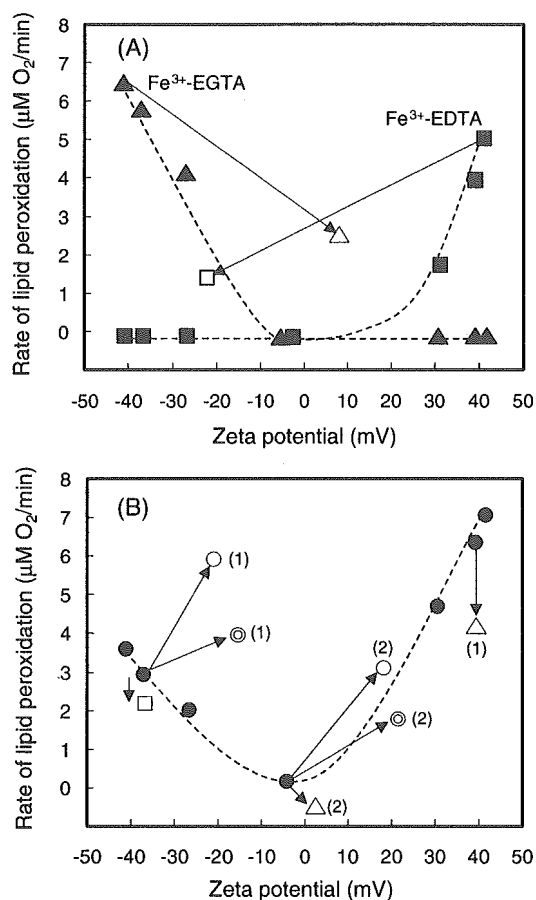 (A)
Fe³⁺-EGTA
Fe³⁺-EDTA
Rate of lipid peroxidation (μM O₂/min)
8
7
6
5
4
3
2
1
0
-50 -40 -30 -20 -10 0 10 20 30 40 50
Zeta potential (mV)
(B)
Rate of lipid peroxidation (μM O₂/min)
8
7
6
5
4
3
2
1
0
(1)
(1)
(2)
(1)
(2)
(2)
-50 -40 -30 -20 -10 0 10 20 30 40 50
Zeta potential (mV)